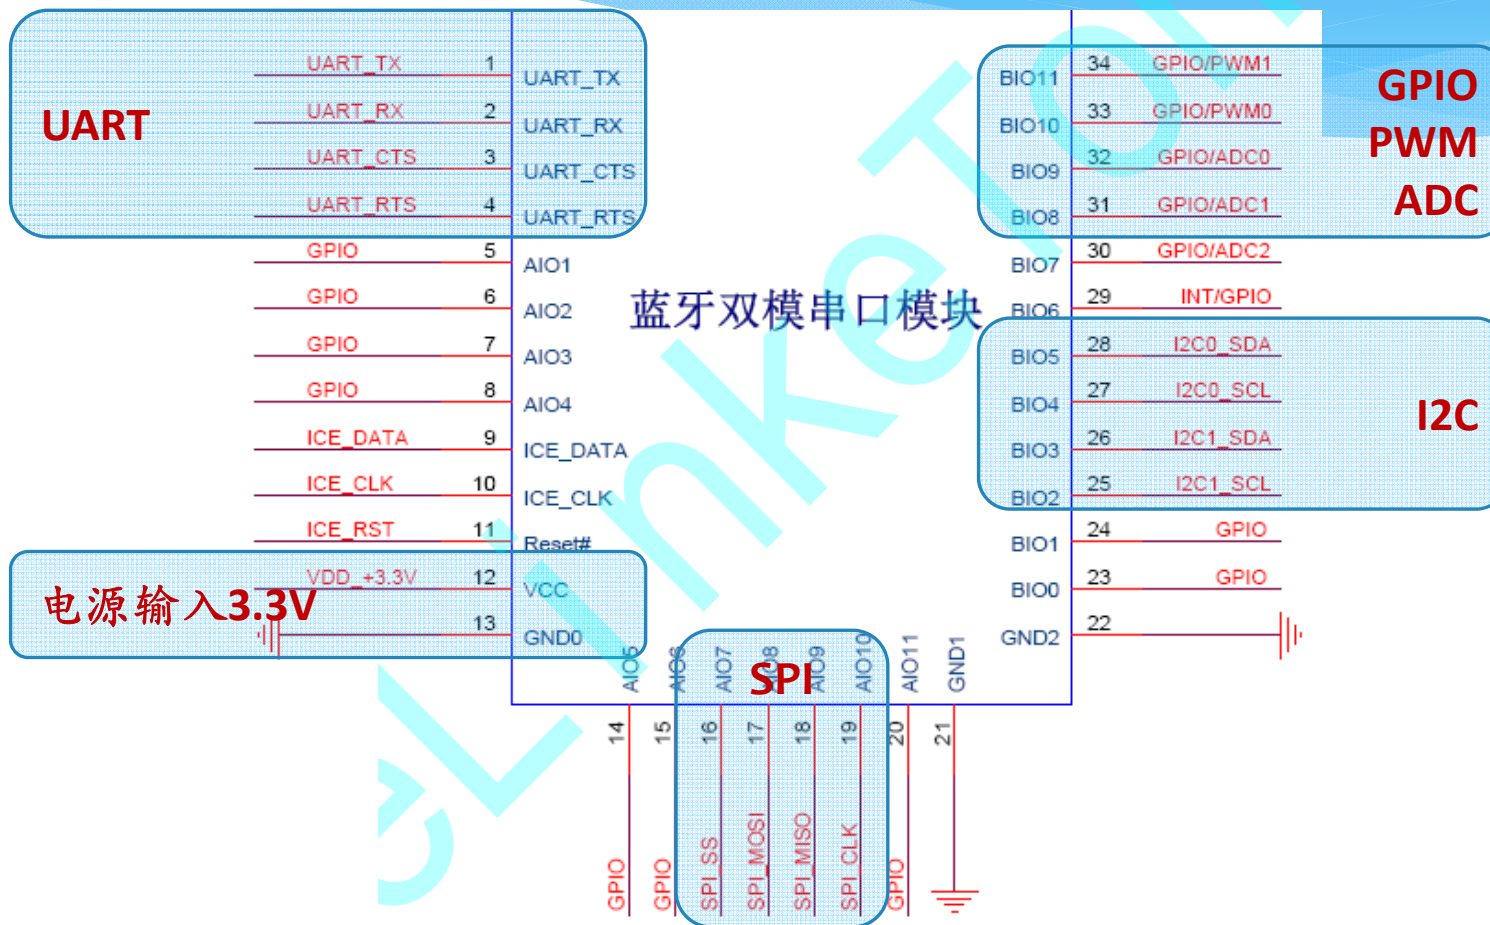 UART
UART_TX 1 UART_TX
UART_RX 2 UART_RX
UART_CTS 3 UART_CTS
UART_RTS 4 UART_RTS
GPIO 5 AIO1
GPIO 6 AIO2
GPIO 7 AIO3
GPIO 8 AIO4
ICE_DATA 9 ICE_DATA
ICE_CLK 10 ICE_CLK
ICE_RST 11 Reset#
电源输入3.3V
VDD_+3.3V 12 VCC
13 GND0
蓝牙双模串口模块
BIO11 34 GPIO/PWM1
BIO10 33 GPIO/PWM0
BIO9 32 GPIO/ADC0
BIO8 31 GPIO/ADC1
GPIO
PWM
ADC
BIO7 30 GPIO/ADC2
BIO6 29 INT/GPIO
BIO5 28 I2C0_SDA
BIO4 27 I2C0_SCL
BIO3 26 I2C1_SDA
BIO2 25 I2C1_SCL
I2C
BIO1 24 GPIO
BIO0 23 GPIO
GND2 22
SPI
AIO5 14 GPIO
AIO6 15 GPIO
AIO7 16 SPI_SS
AIO8 17 SPI_MOSI
AIO9 18 SPI_MISO
AIO10 19 SPI_CLK
AIO11 20 GPIO
GND1 21